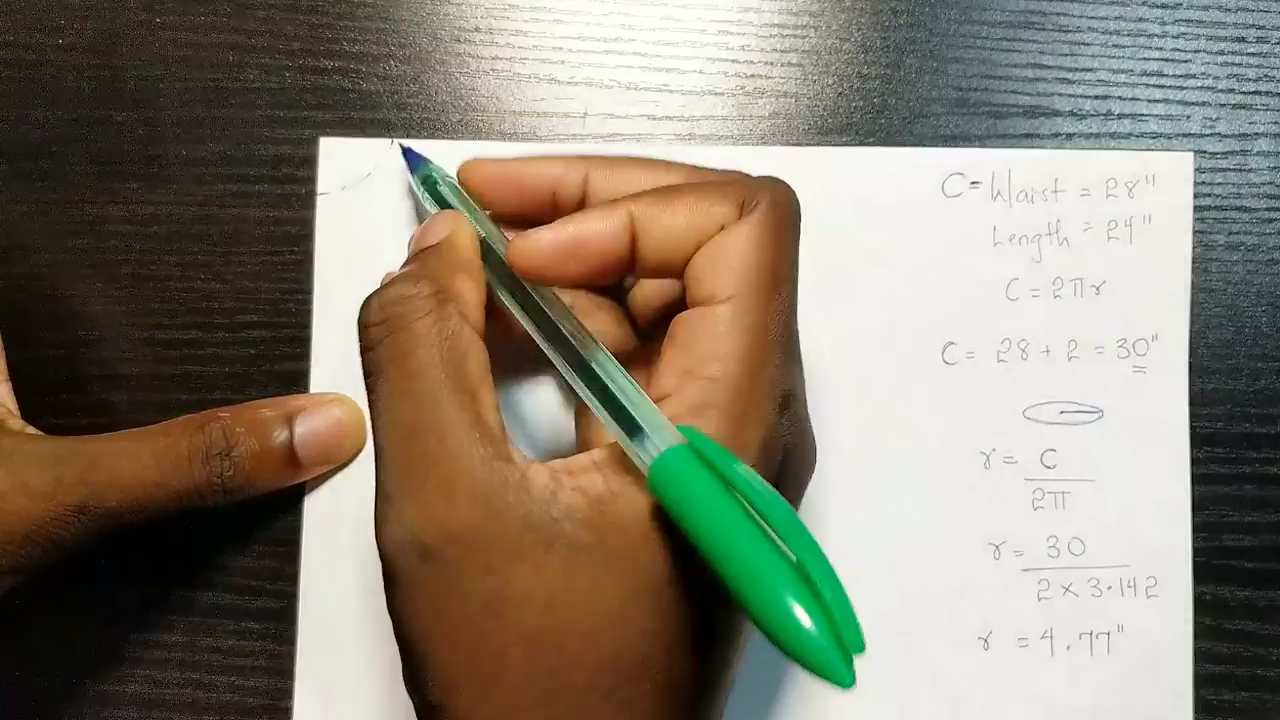 C = Waist = 28"
Length = 24"
C = 2πr
C = 28 + 2 = 30"
r = C
2π
r = 30
2 x 3.142
r = 4.77"